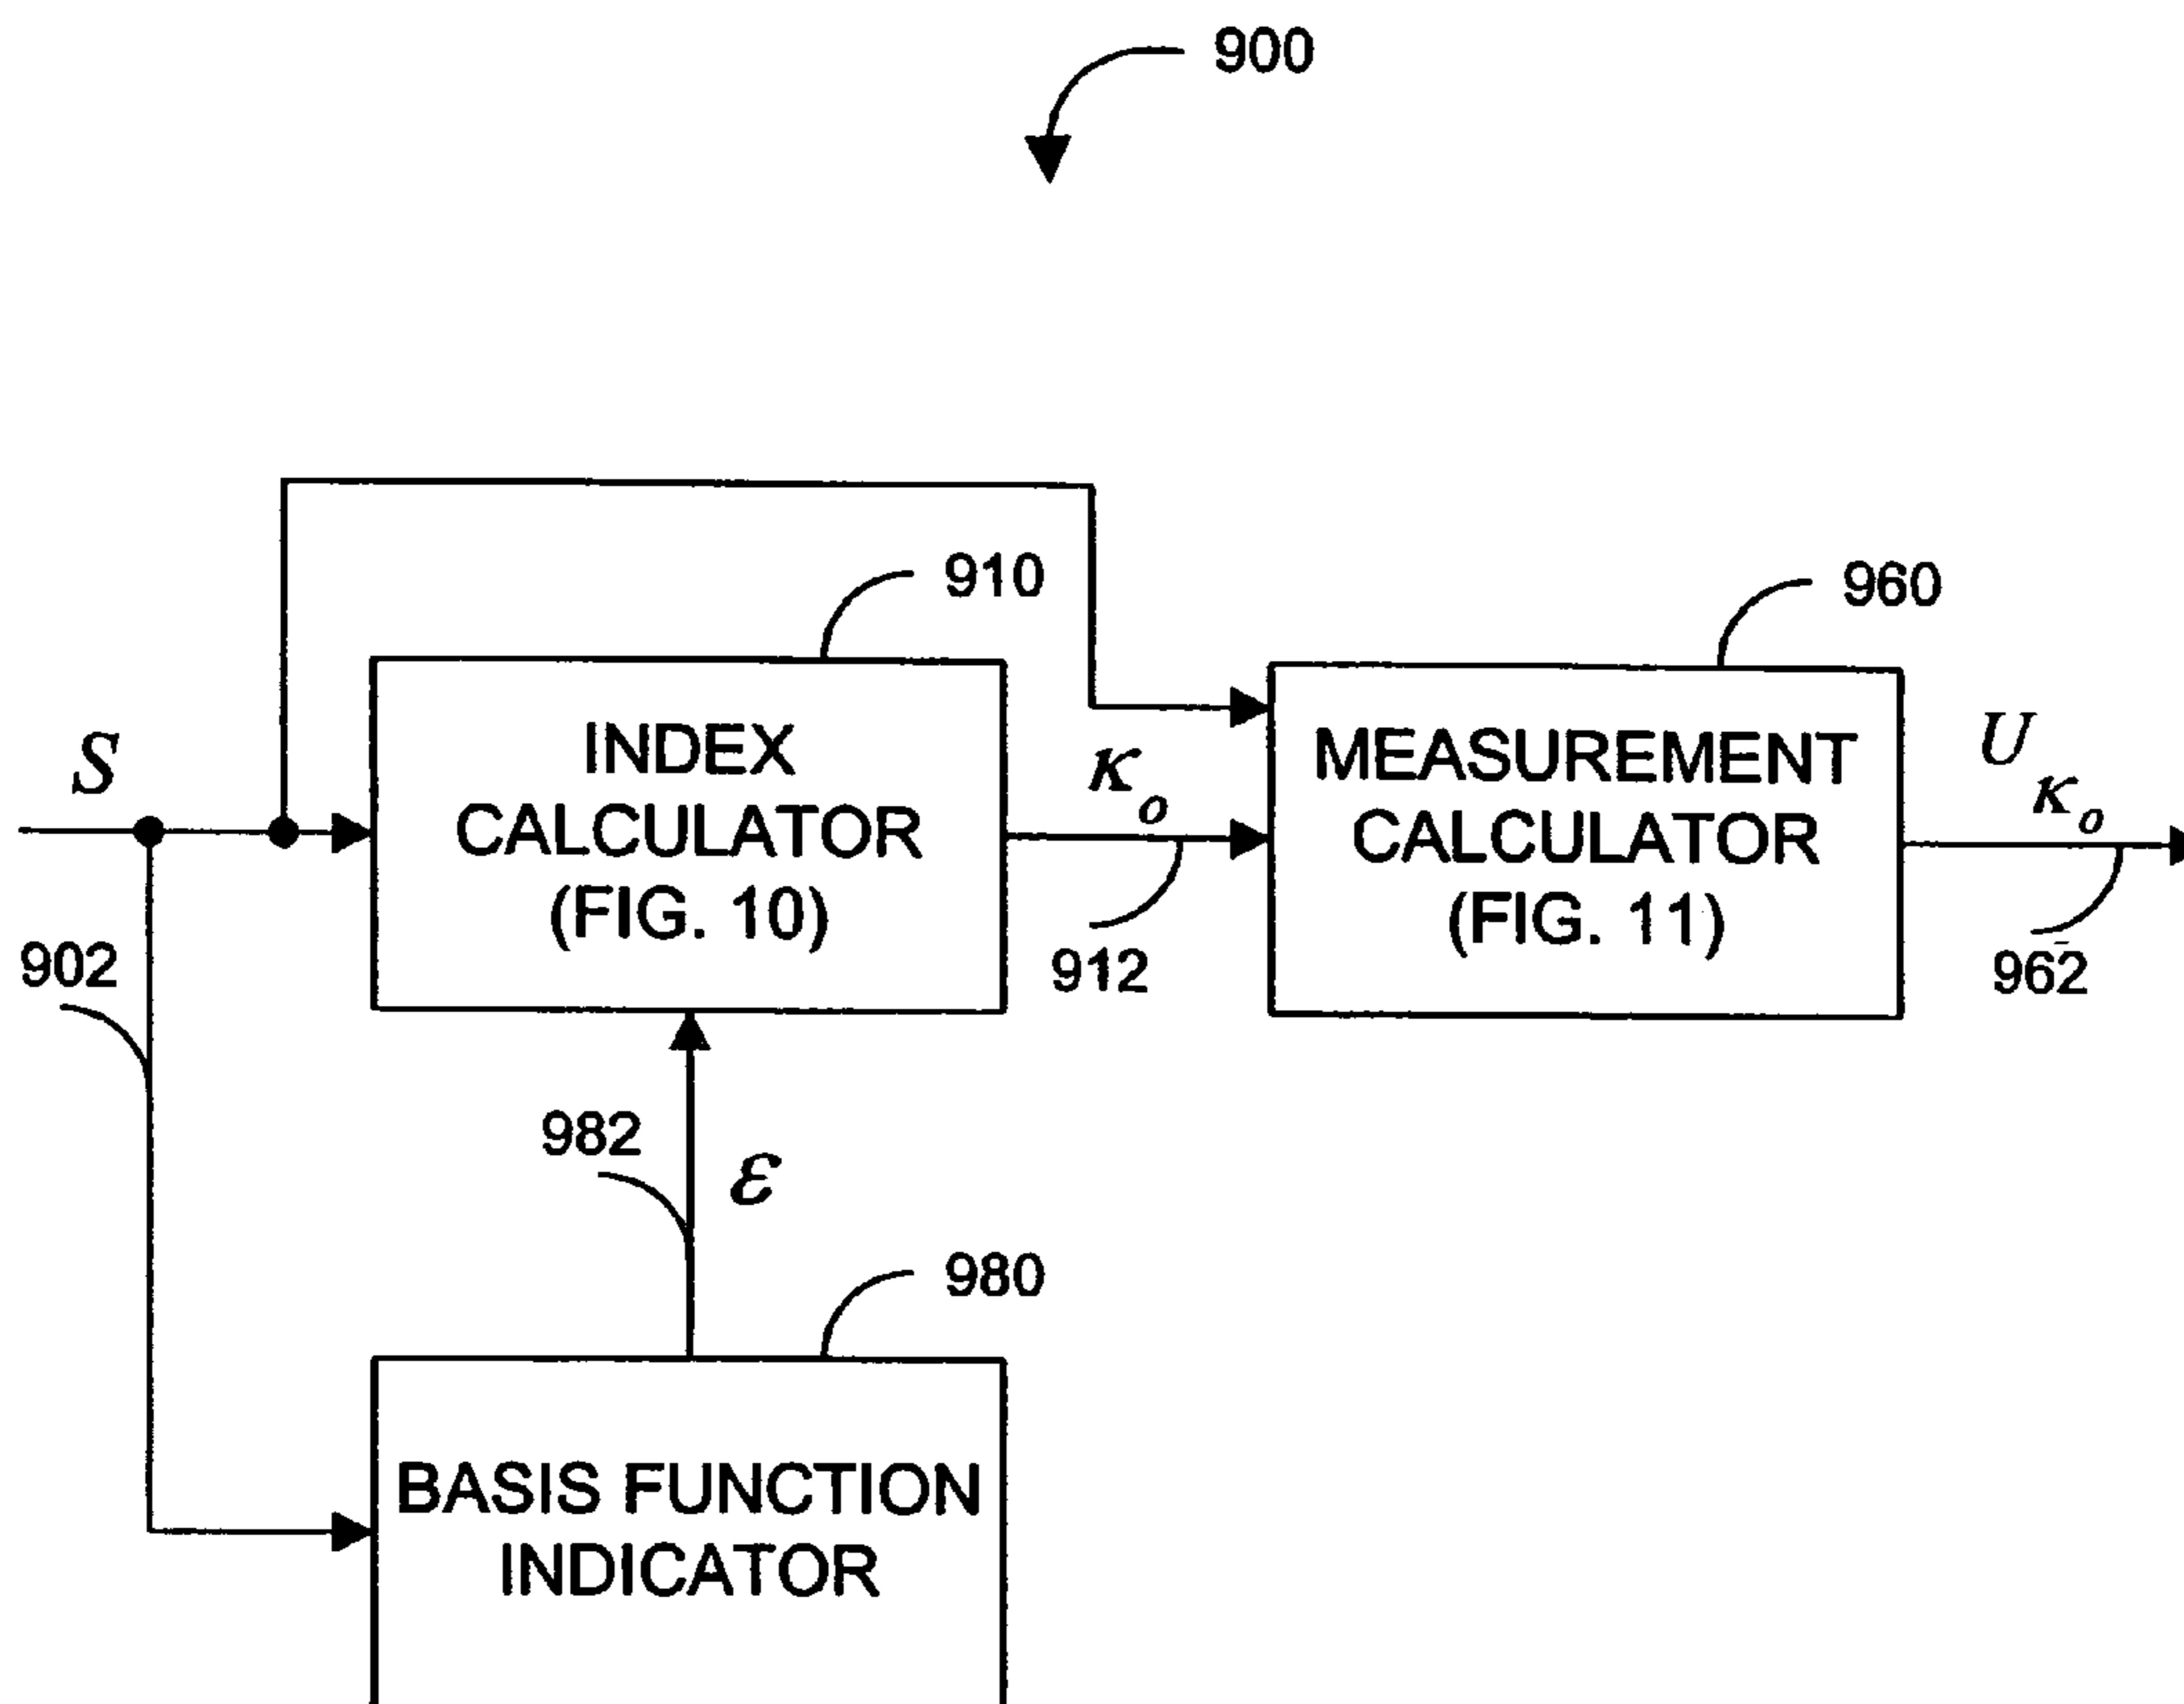 900
910
960
S
INDEX
CALCULATOR
(FIG. 10)
κo
MEASUREMENT
CALCULATOR
(FIG. 11)
Uκo
902
912
962
982
ε
980
BASIS FUNCTION
INDICATOR